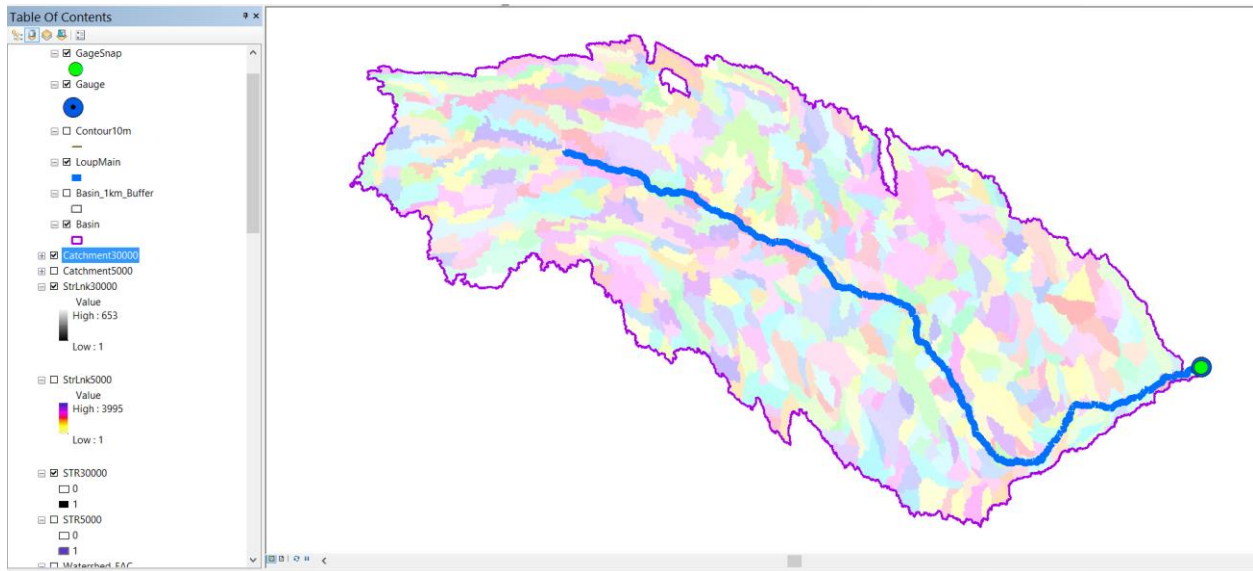 Table Of Contents
GageSnap
Gauge
Contour10m
LoupMain
Basin_1km_Buffer
Basin
Catchment30000
Catchment5000
StrLnk30000
Value
High : 653
Low : 1
StrLnk5000
Value
High : 3995
Low : 1
STR30000
0
1
STR5000
0
1
Watershed_FAC